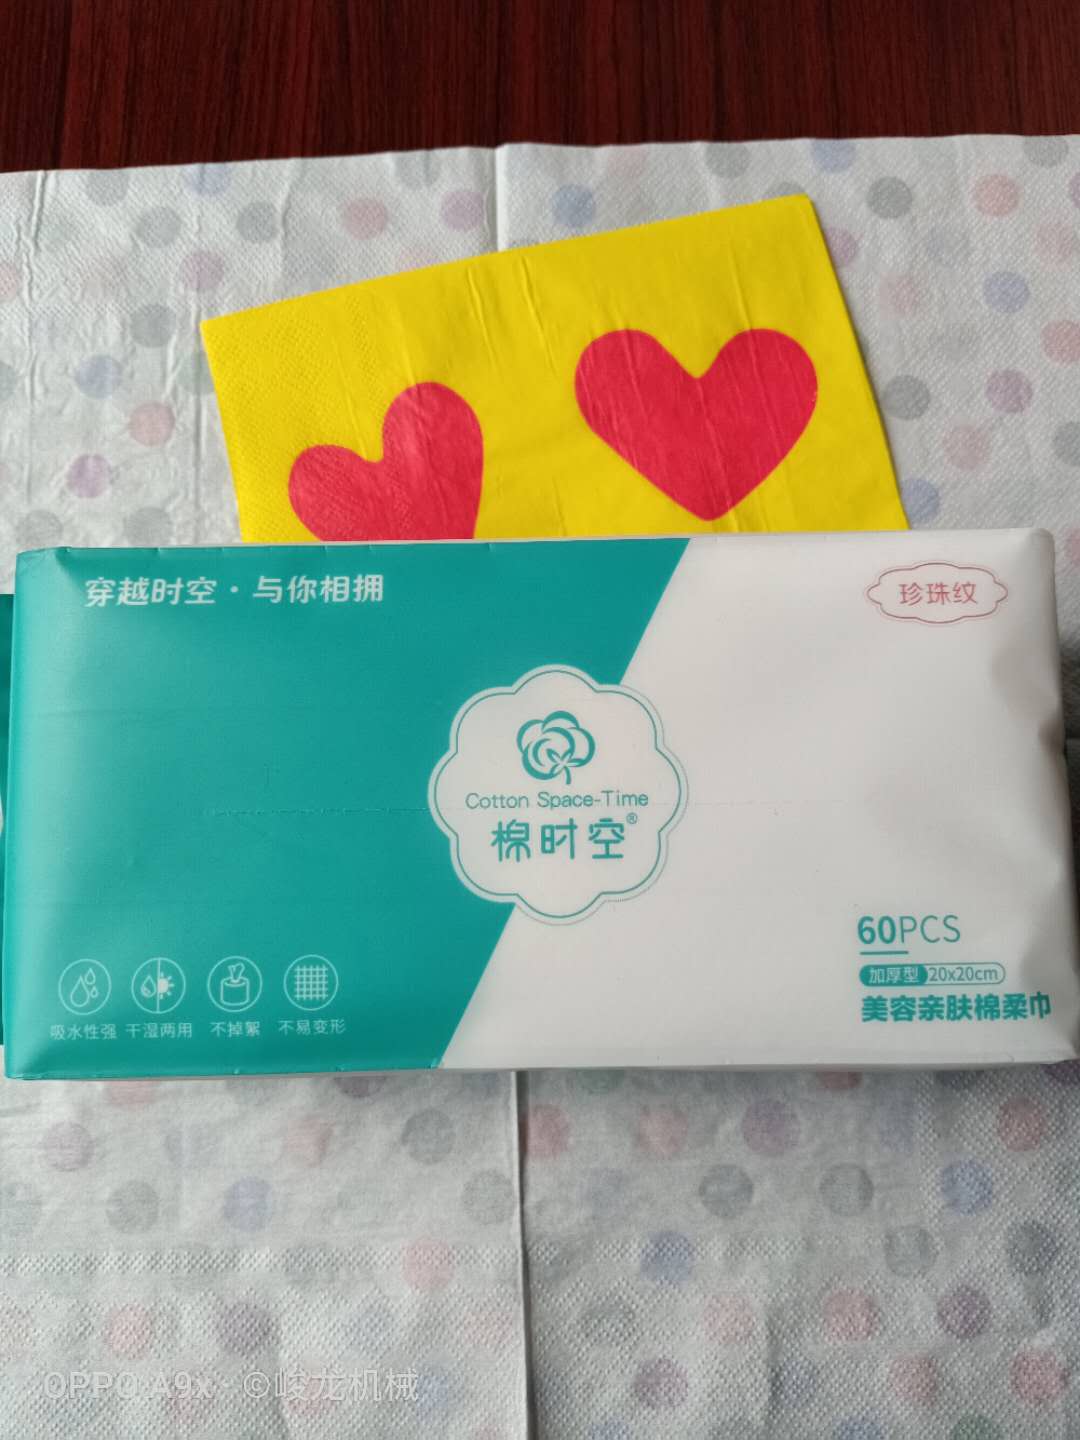 穿越时空·与你相拥
珍珠纹
Cotton Space-Time
棉时空®
60PCS
加厚型 20x20cm
美容亲肤棉柔巾
吸水性强 干湿两用 不掉絮 不易变形
OPPO A9x · ©峻龙机械